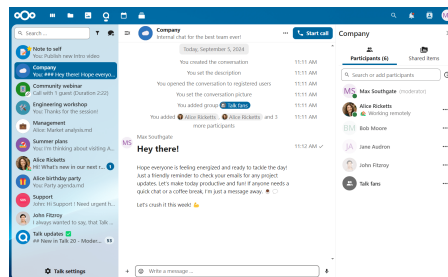 Search ...
Note to self
You: Publish new intro video
Company
You: ### Hey there! Hope everyo...
Community webinar
Call with 1 guest (Duration 2:22)
Engineering workshop
You: Thanks for the session!
Management
Alice: Market analysis.md
Summer plans
You: I'm thinking about visiting A...
Alice Ricketts
Hi! What's new in our next r...
1
Alice birthday party
You: Party agenda.md
Support
John: Hi Support! I Need urgent h...
John Fitzroy
I always wanted to say, that Talk ...
Talk updates ✅
## New in Talk 20 - Moder...
Talk settings
Company
Internal chat for the best team ever!
Start call
Today, September 5, 2024
You created the conversation 11:11 AM
You set the description 11:11 AM
You opened the conversation to registered users 11:11 AM
You set the conversation picture 11:11 AM
You added group Talk fans 11:11 AM
You added Alice Ricketts, Alice Ricketts and 3 11:11 AM
more participants
Max Southgate
MS
Hey there! 11:12 AM
Hope everyone is feeling energized and ready to tackle the day!
Just a friendly reminder to check your emails for any project
updates. Let's make today productive and fun! If anyone needs a
quick chat or a coffee break, I'm just a message away.
Let's crush it this week! 💪
Write a message ...
Company
Participants (6)
Shared items
Search or add participants
MS
Max Southgate (moderator)
Alice Ricketts
Working remotely
BM
Bob Moore
JA
Jane Audron
JF
John Fitzroy
Talk fans